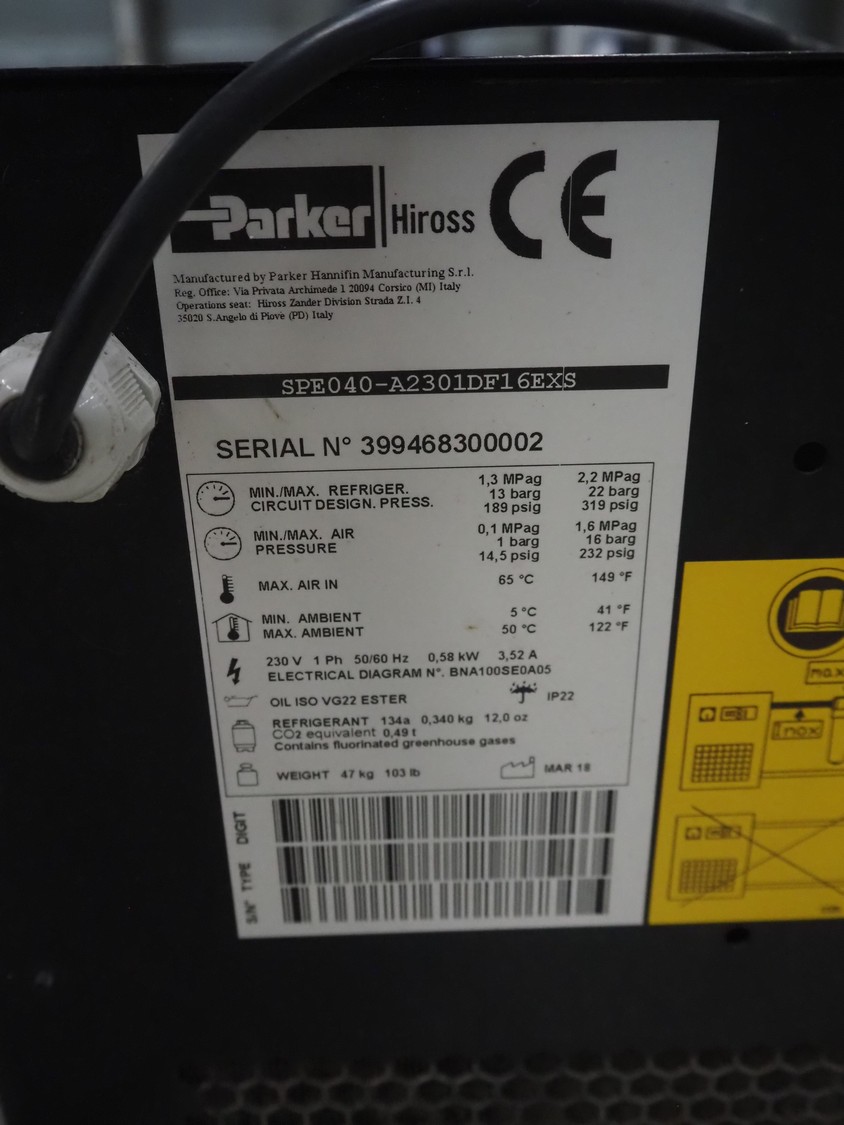 Parker Hiross CE
Manufactured by Parker Hannifin Manufacturing S.r.l.
Reg. Office: Via Privata Archimede 1 20094 Corsico (MI) Italy
Operations seat: Hiross Zander Division Strada Z.I. 4
35020 S.Angelo di Piove (PD) Italy
SPE040-A2301DF16EXS
SERIAL N° 399468300002
MIN./MAX. REFRIGER. 1,3 MPag 2,2 MPag
CIRCUIT DESIGN. PRESS. 13 barg 22 barg
189 psig 319 psig
MIN./MAX. AIR 0,1 MPag 1,6 MPag
PRESSURE 1 barg 16 barg
14,5 psig 232 psig
MAX. AIR IN 65 °C 149 °F
MIN. AMBIENT 5 °C 41 °F
MAX. AMBIENT 50 °C 122 °F
230 V 1 Ph 50/60 Hz 0,58 kW 3,52 A
ELECTRICAL DIAGRAM N°. BNA100SE0A05
OIL ISO VG22 ESTER IP22
REFRIGERANT 134a 0,340 kg 12,0 oz
CO2 equivalent 0,49 t
Contains fluorinated greenhouse gases
WEIGHT 47 kg 103 lb MAR 18
S/N° TYPE DIGIT
max
Inox